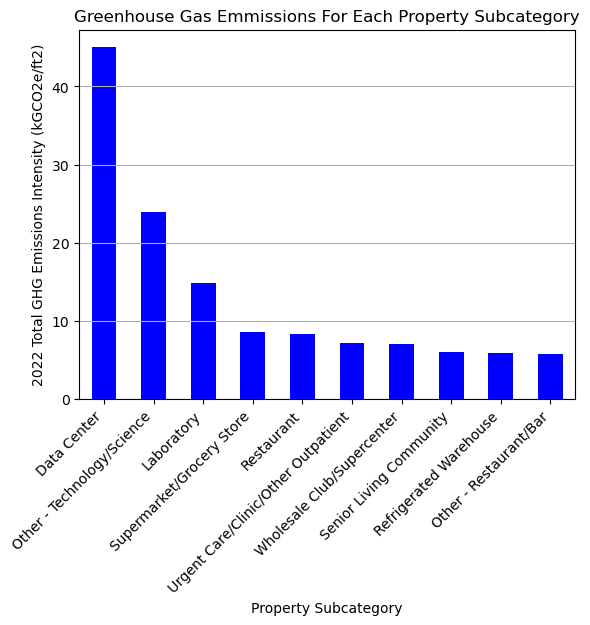 Greenhouse Gas Emmissions For Each Property Subcategory
2022 Total GHG Emissions Intensity (kGCO2e/ft2)
40
30
20
10
0
Data Center
Other - Technology/Science
Laboratory
Supermarket/Grocery Store
Restaurant
Urgent Care/Clinic/Other Outpatient
Wholesale Club/Supercenter
Senior Living Community
Refrigerated Warehouse
Other - Restaurant/Bar
Property Subcategory